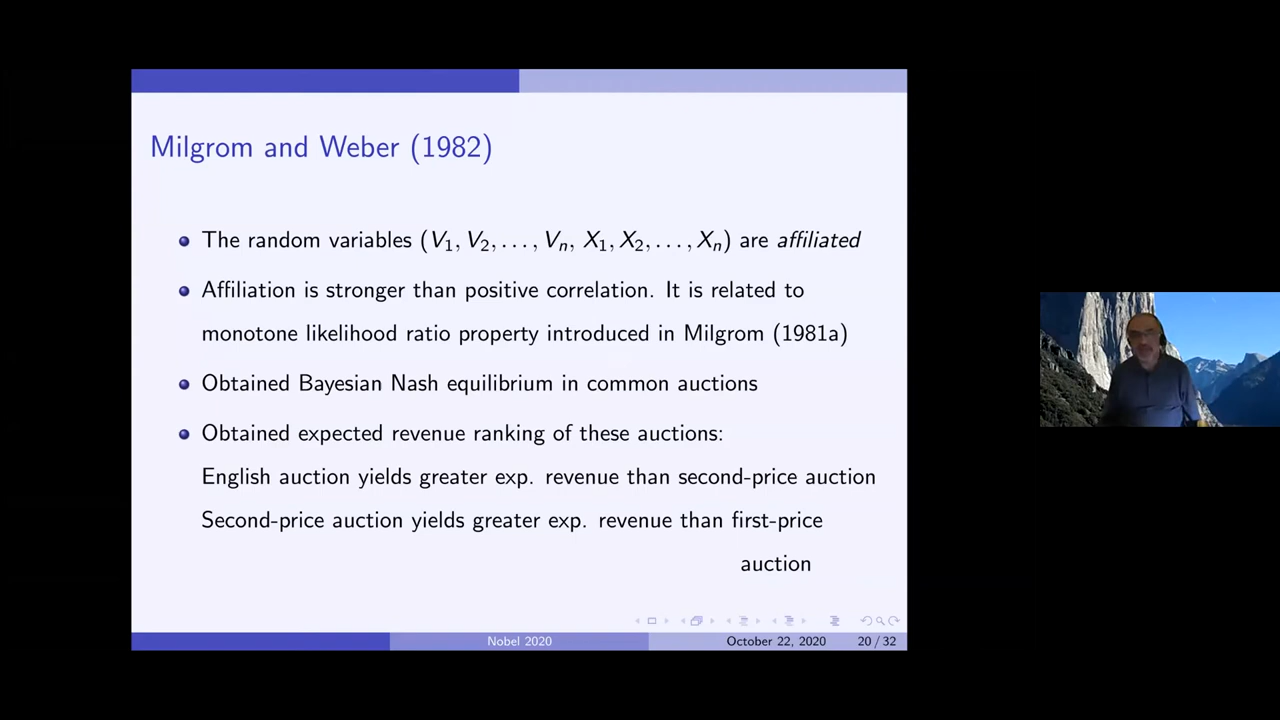 Milgrom and Weber (1982)
The random variables (V₁, V₂, . . . , Vₙ, X₁, X₂, . . . , Xₙ) are affiliated
Affiliation is stronger than positive correlation. It is related to
monotone likelihood ratio property introduced in Milgrom (1981a)
Obtained Bayesian Nash equilibrium in common auctions
Obtained expected revenue ranking of these auctions:
English auction yields greater exp. revenue than second-price auction
Second-price auction yields greater exp. revenue than first-price
auction
Nobel 2020 October 22, 2020 20 / 32